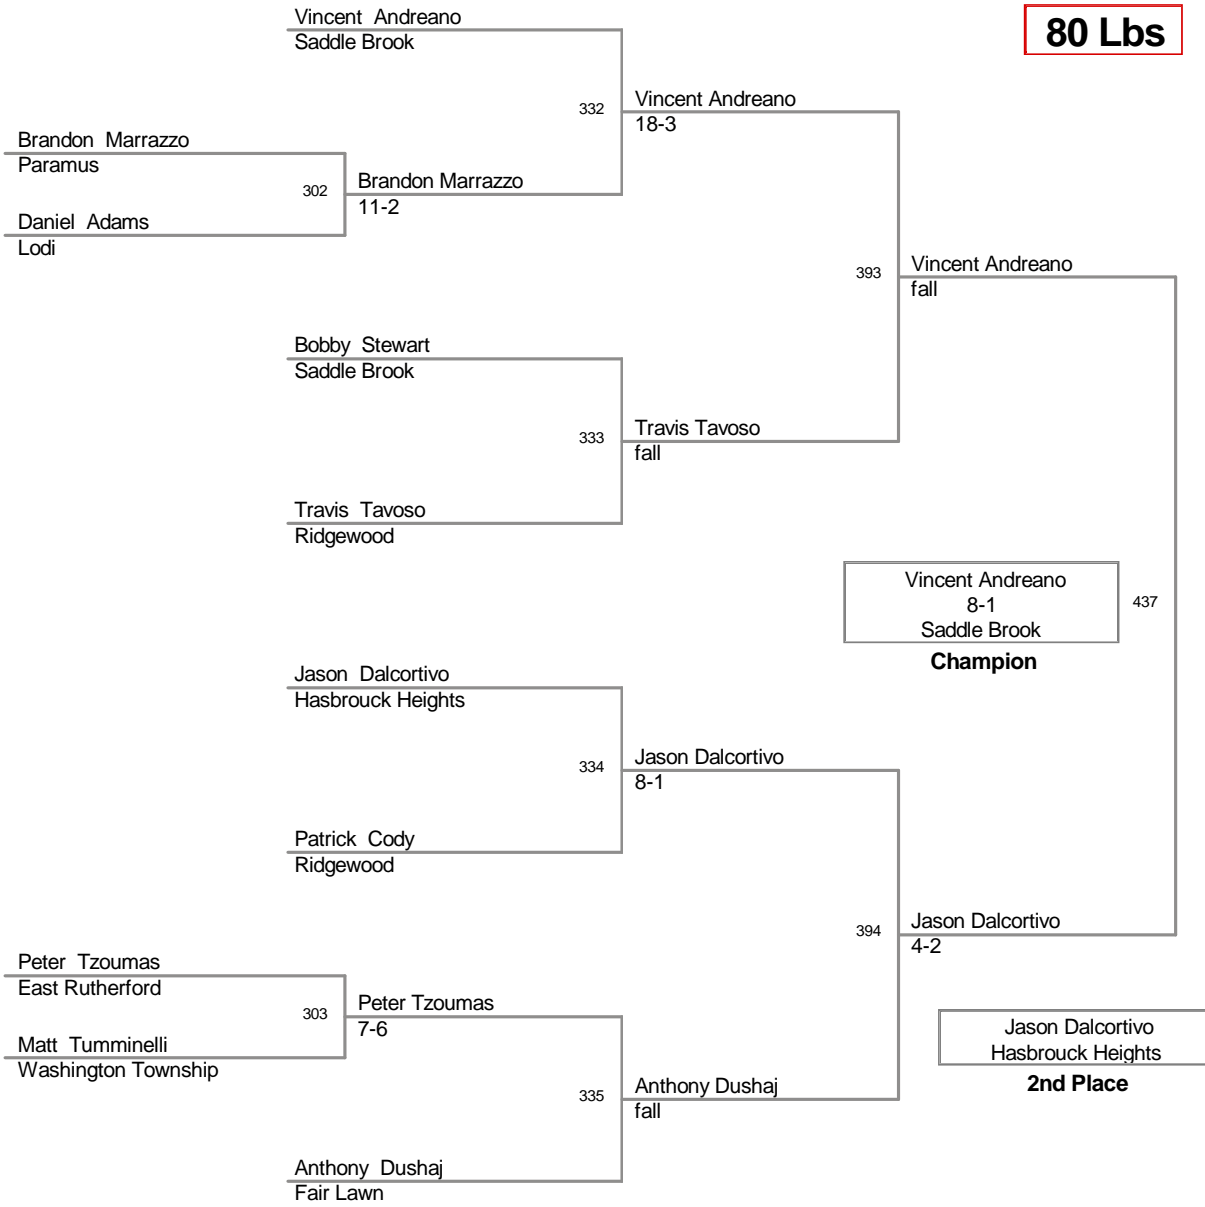 Vincent Andreano
Saddle Brook
80 Lbs
332
Vincent Andreano
18-3
Brandon Marrazzo
Paramus
302
Brandon Marrazzo
11-2
Daniel Adams
Lodi
393
Vincent Andreano
fall
Bobby Stewart
Saddle Brook
333
Travis Tavoso
fall
Travis Tavoso
Ridgewood
Vincent Andreano
8-1
Saddle Brook
437
Champion
Jason Dalcortivo
Hasbrouck Heights
334
Jason Dalcortivo
8-1
Patrick Cody
Ridgewood
394
Jason Dalcortivo
4-2
Peter Tzoumas
East Rutherford
303
Peter Tzoumas
7-6
Matt Tumminelli
Washington Township
Jason Dalcortivo
Hasbrouck Heights
2nd Place
335
Anthony Dushaj
fall
Anthony Dushaj
Fair Lawn